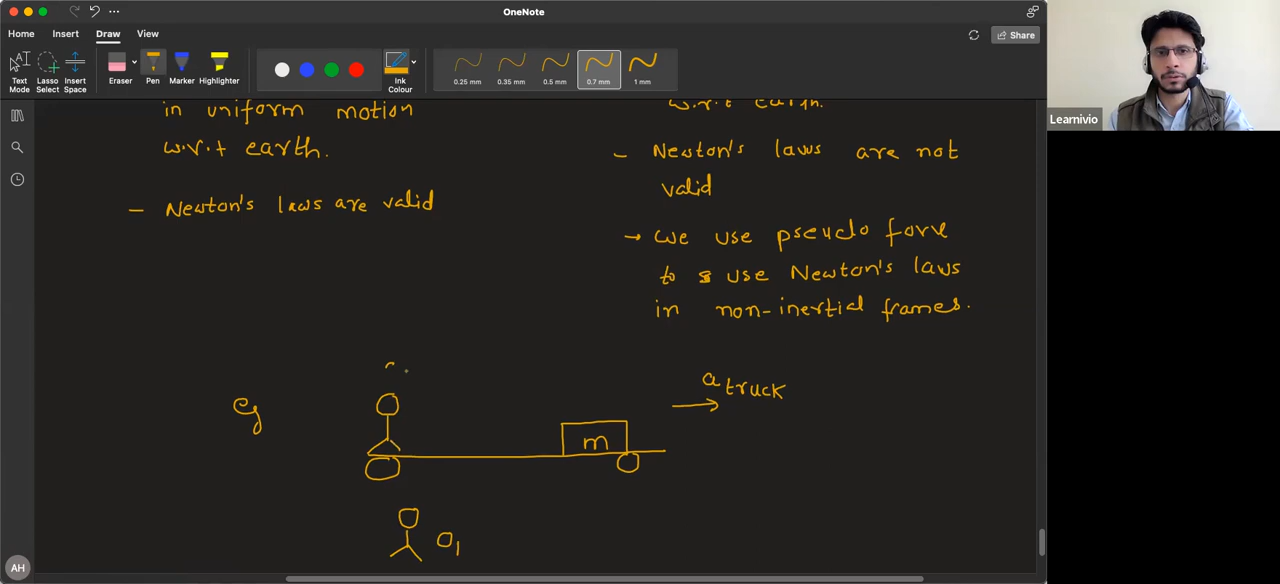 OneNote
Home Insert Draw View
Share
Text Mode
Lasso Select
Insert Space
Eraser
Pen
Marker
Highlighter
Ink Colour
0.25 mm
0.35 mm
0.5 mm
0.7 mm
1 mm
Learnivio
in uniform motion
w.r.t earth.
- Newton's laws are valid
w.r.t earth.
- Newton's laws are not
valid
→ We use pseudo force
to use Newton's laws
in non-inertial frames.
eg
m
a truck
O1
AH